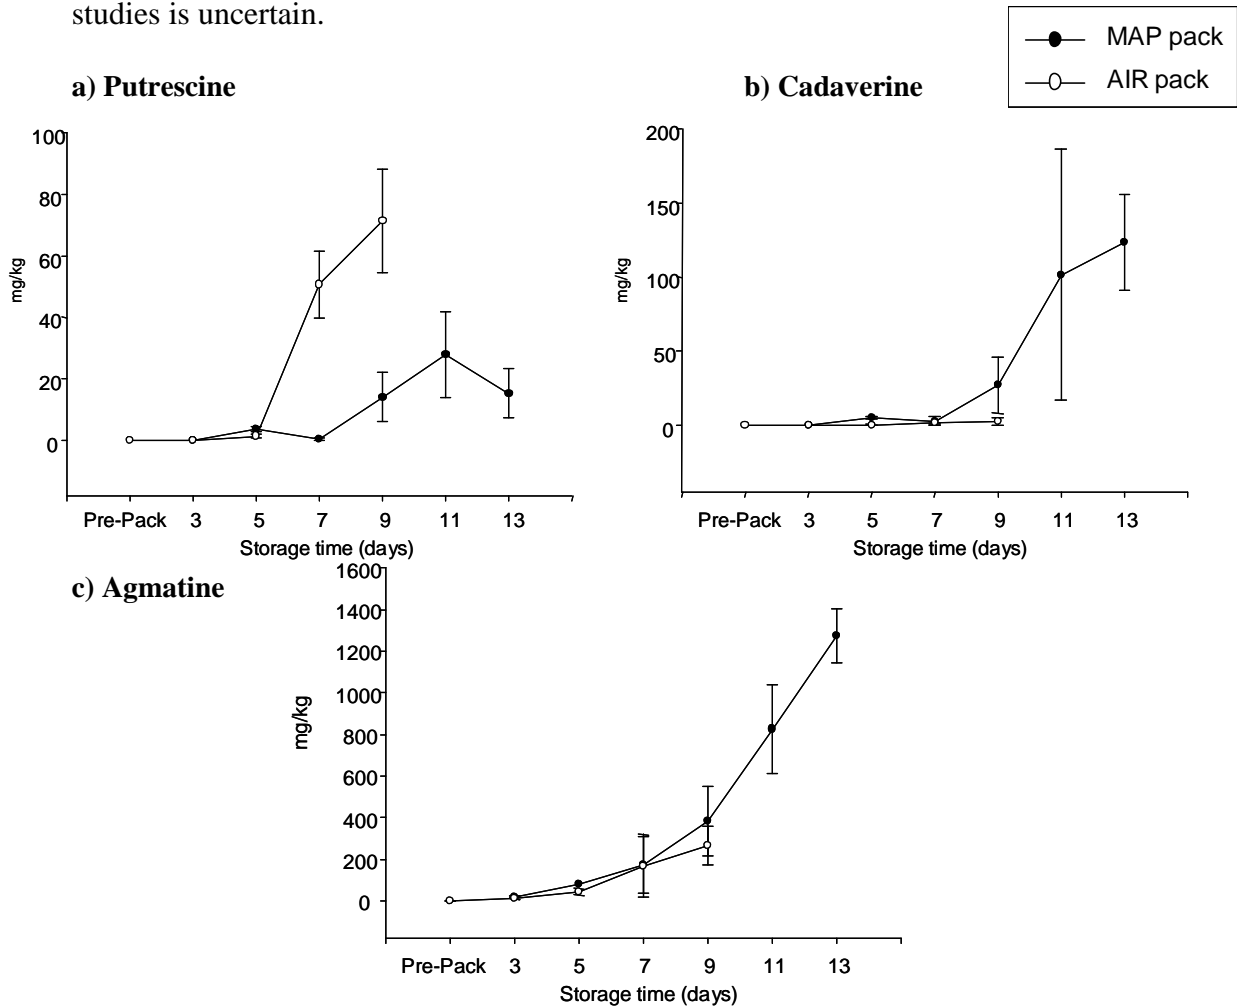 studies is uncertain.
MAP pack
AIR pack
a) Putrescine
b) Cadaverine
100
80
60
40
20
0
mg/kg
Pre-Pack 3 5 7 9 11 13
Storage time (days)
200
150
100
50
0
mg/kg
Pre-Pack 3 5 7 9 11 13
Storage time (days)
c) Agmatine
1600
1400
1200
1000
800
600
400
200
0
mg/kg
Pre-Pack 3 5 7 9 11 13
Storage time (days)